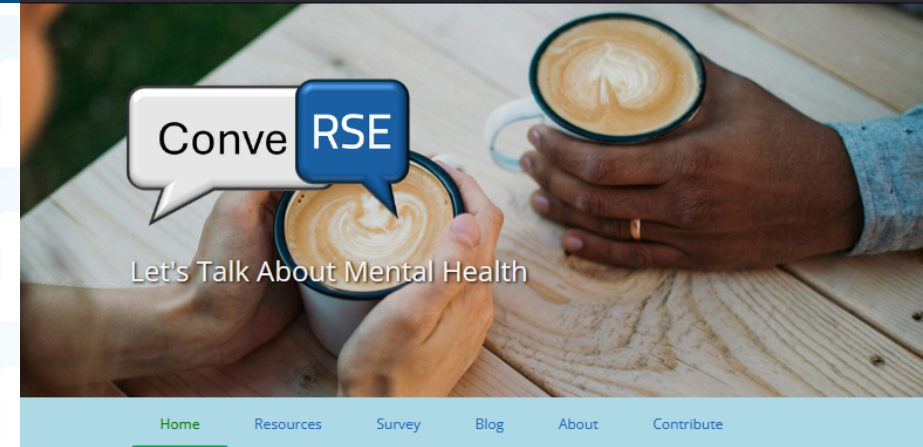 Conve RSE
Let's Talk About Mental Health
Home Resources Survey Blog About Contribute